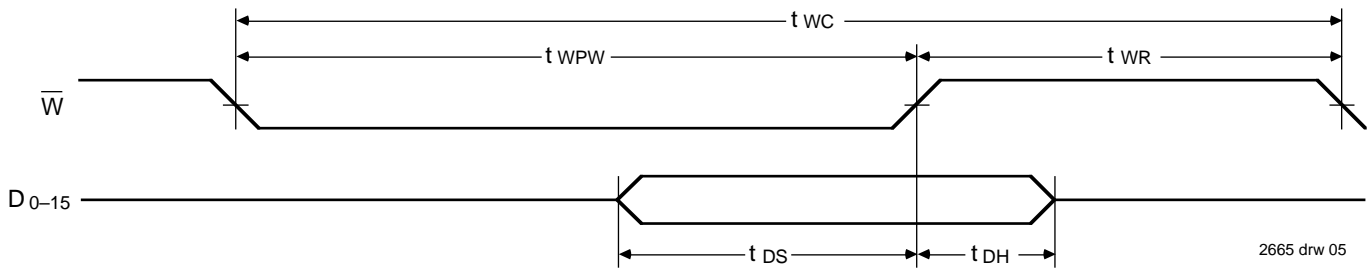 t WC
t WPW
t WR
W̅
D 0–15
t DS
t DH
2665 drw 05